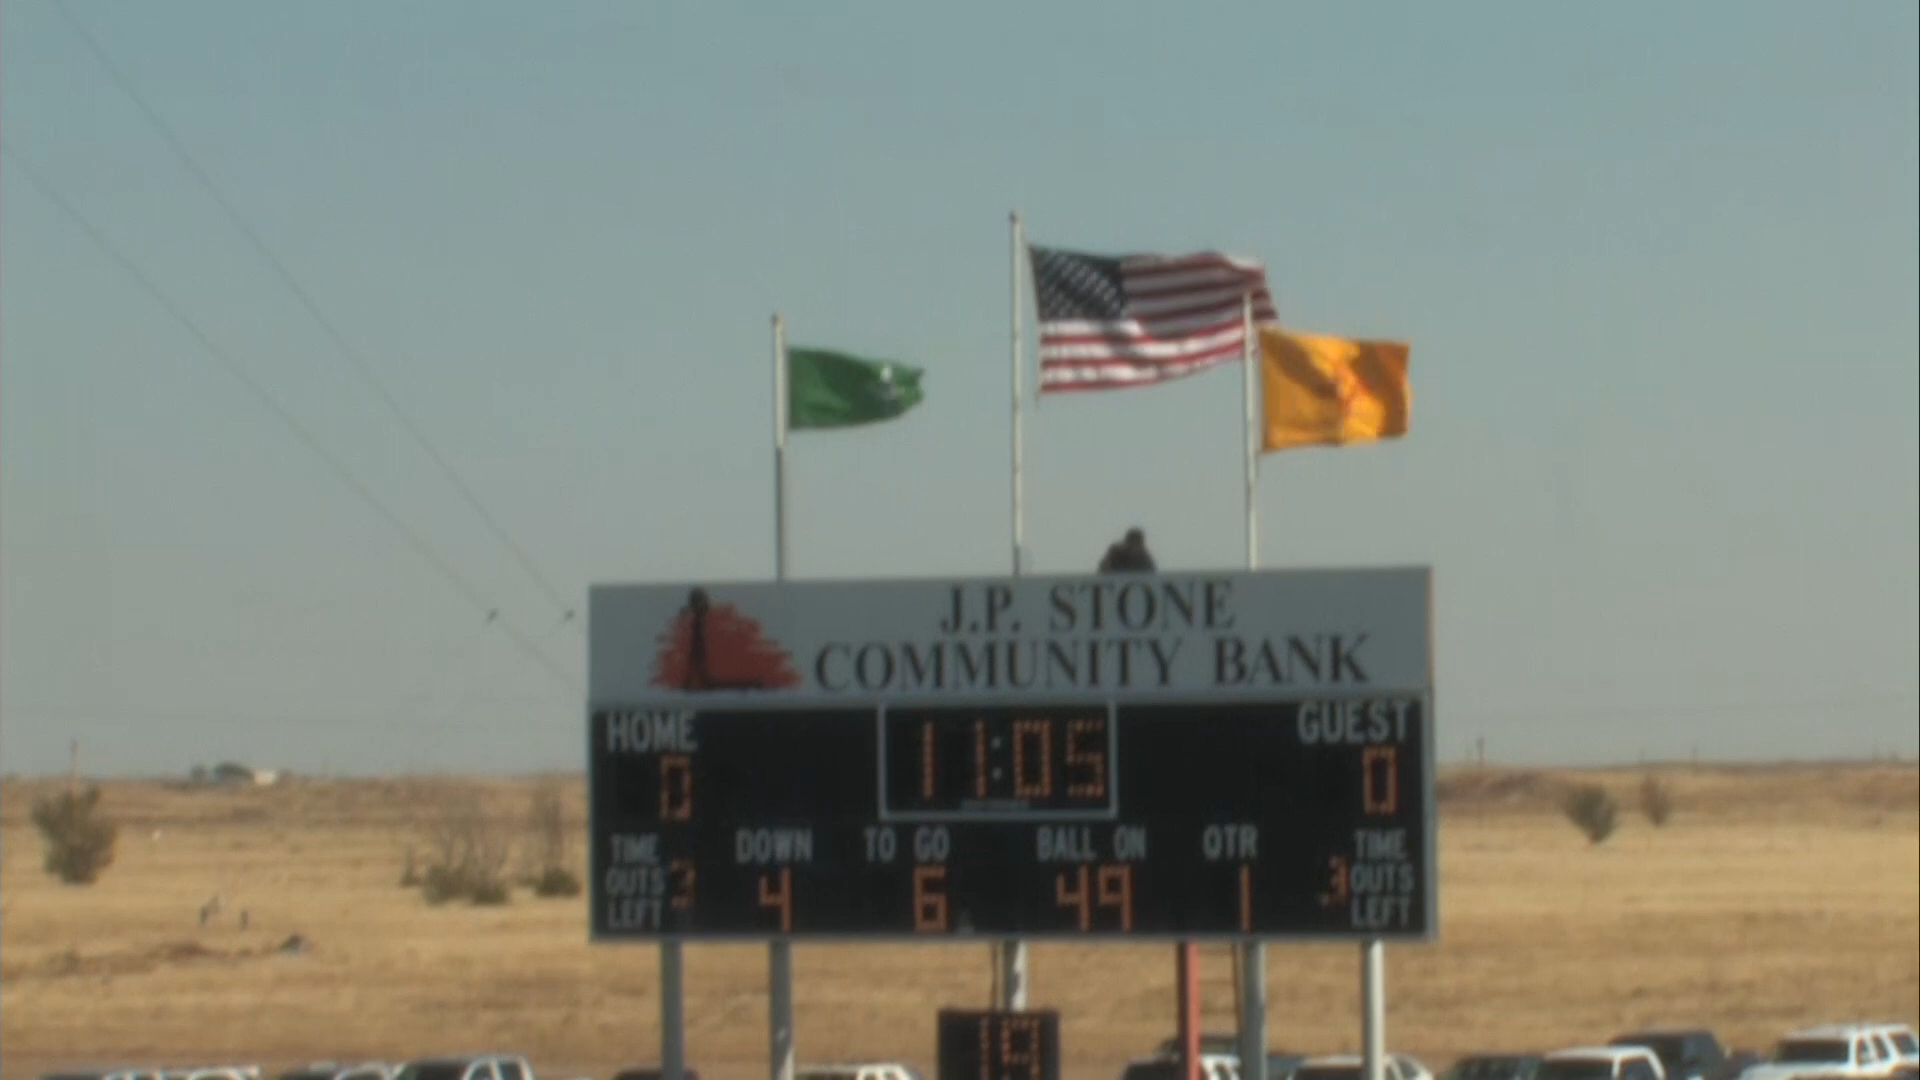 J.P. STONE
COMMUNITY BANK
HOME 11:05 GUEST
0 0
TIME OUTS LEFT 3
DOWN 4
TO GO 6
BALL ON 49
QTR 1
TIME OUTS LEFT 3